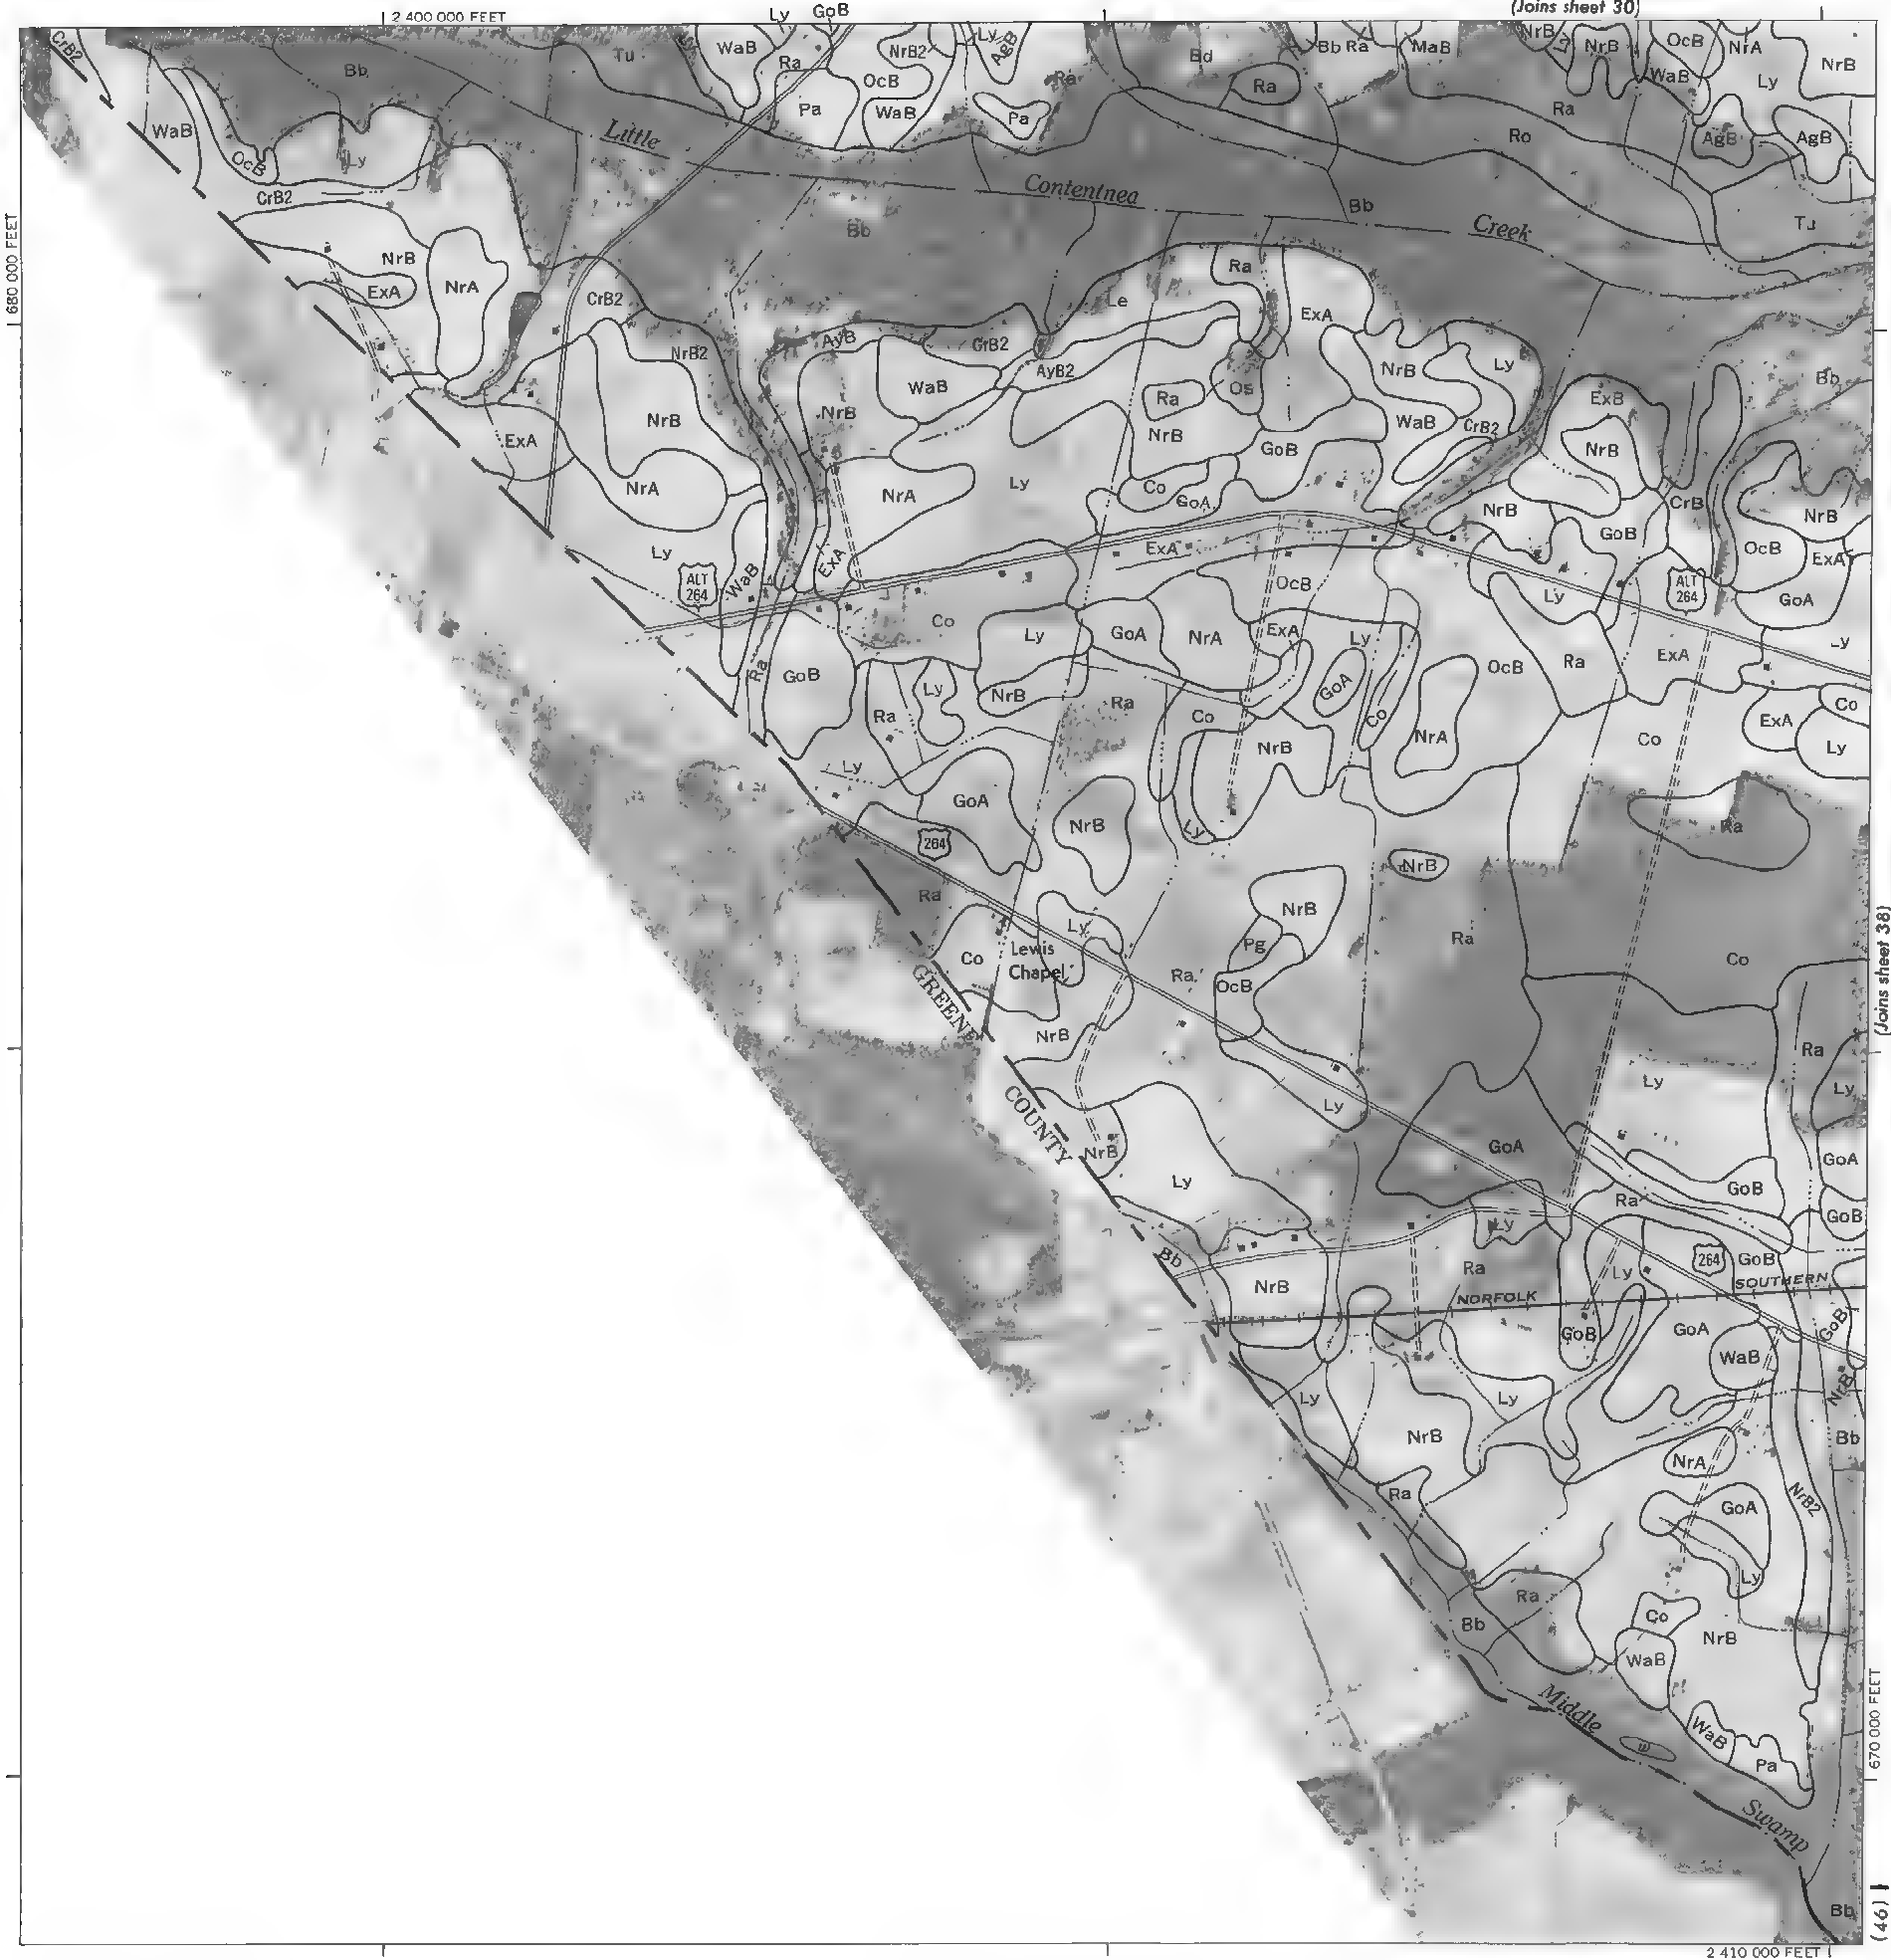 (Joins sheet 30)
2 400 000 FEET
Ly GoB
CrB2 Bb Tu WaB Ra NrB2 Ly AgB Bd Bb Ra MaB NrB Ly NrB OcB NrA NrB
OcB Ra Ra WaB Ly
Pa WaB Pa Ra
WaB OcB Ly Little Ro AgB AgB
CrB2 Contentnea Bb
Bb Creek Tu
680 000 FEET
NrB Ra
ExA NrA CrB2 Le ExA
AyB CrB2
NrB2 AyB2 NrB Ly Bb
WaB Os ExB
NrB NrB Ra WaB CrB2
ExA NrB GoB NrB
NrA NrA Ly Co GoA NrB CrB NrB
Ly ExA GoB OcB ExA
ALT
264
WaB ExA OcB Ly
ALT
264
GoA
Co Ly GoA NrA ExA Ly Ly
Ra GoB Ly NrB GoA OcB Ra ExA
Ra Ra Co Co NrA ExA Co
Ly NrB Co Ly
GoA
NrB Ly Ra
264
NrB
Ra NrB
Ly Ra
Co Lewis
Chapel
Pg Co
Ra OcB
(Joins sheet 38)
GREENE
NrB Ra
Ly Ly
COUNTY
Ly
NrB GoA GoA
Ly GoB
Ra GoB
Ly
Bb 264 GoB
NrB Ra Ly
NORFOLK SOUTHERN
GoB GoA GoB
WaB
Ly Ly NrB
NrB Bb
NrA
Ra NrB2
GoA
Ly
Ra
Bb Co NrB
WaB
670 000 FEET
Middle
W
WaB
Pa
Swamp
Bb
(46)
2 410 000 FEET